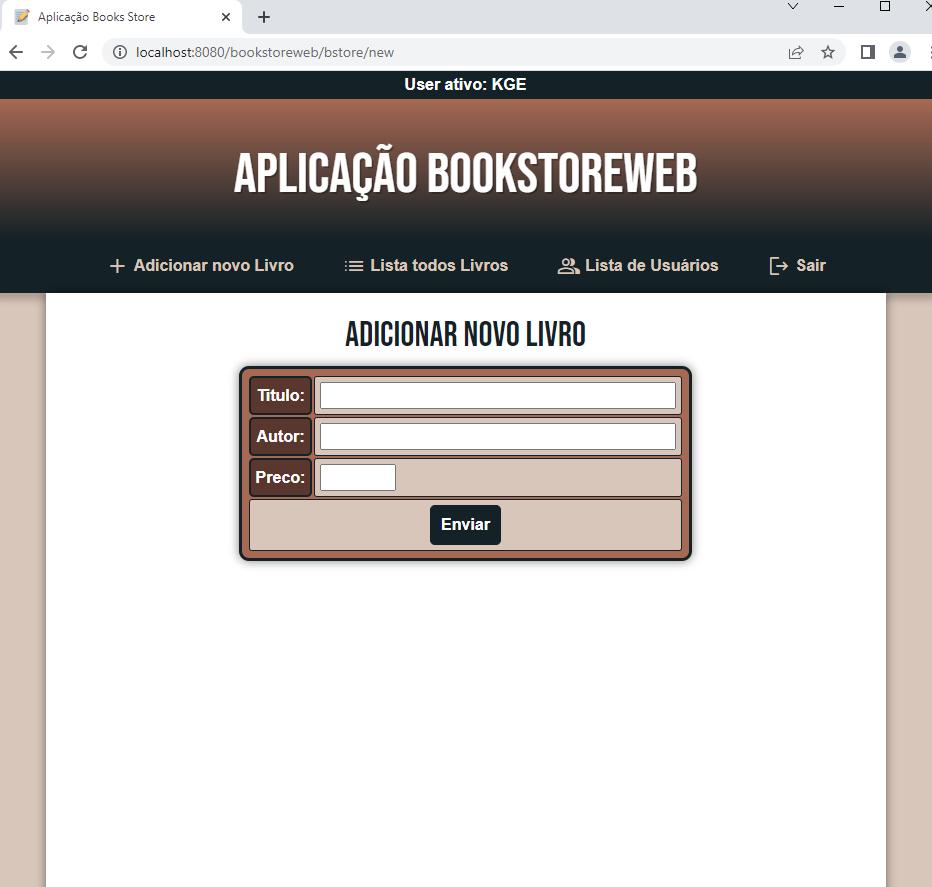 Aplicação Books Store
localhost:8080/bookstoreweb/bstore/new
User ativo: KGE
APLICAÇÃO BOOKSTOREWEB
Adicionar novo Livro Lista todos Livros Lista de Usuários Sair
ADICIONAR NOVO LIVRO
Titulo:
Autor:
Preco:
Enviar